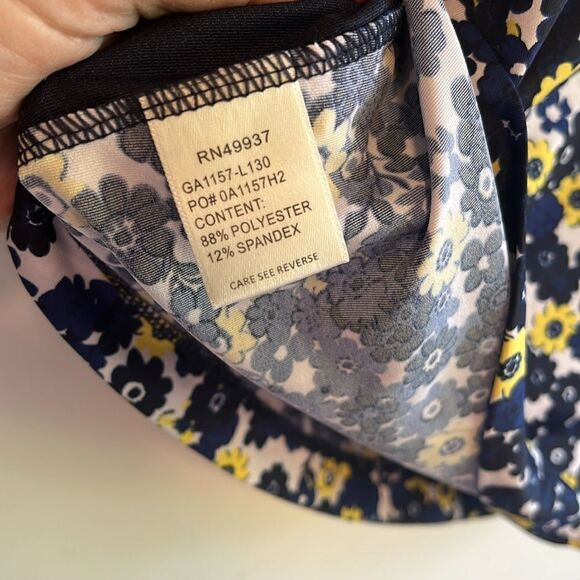 RN49937
GA1157-L130
PO# 0A1157H2
CONTENT:
88% POLYESTER
12% SPANDEX
CARE SEE REVERSE